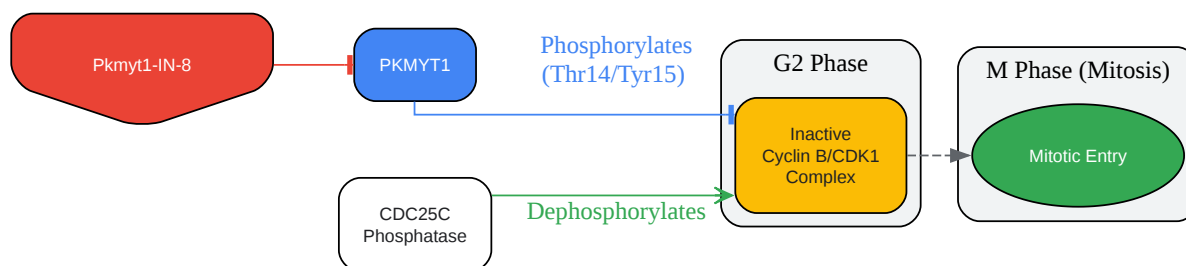 Pkmyt1-IN-8
PKMYT1
Phosphorylates
(Thr14/Tyr15)
G2 Phase
M Phase (Mitosis)
Inactive
Cyclin B/CDK1
Complex
Mitotic Entry
CDC25C
Phosphatase
Dephosphorylates